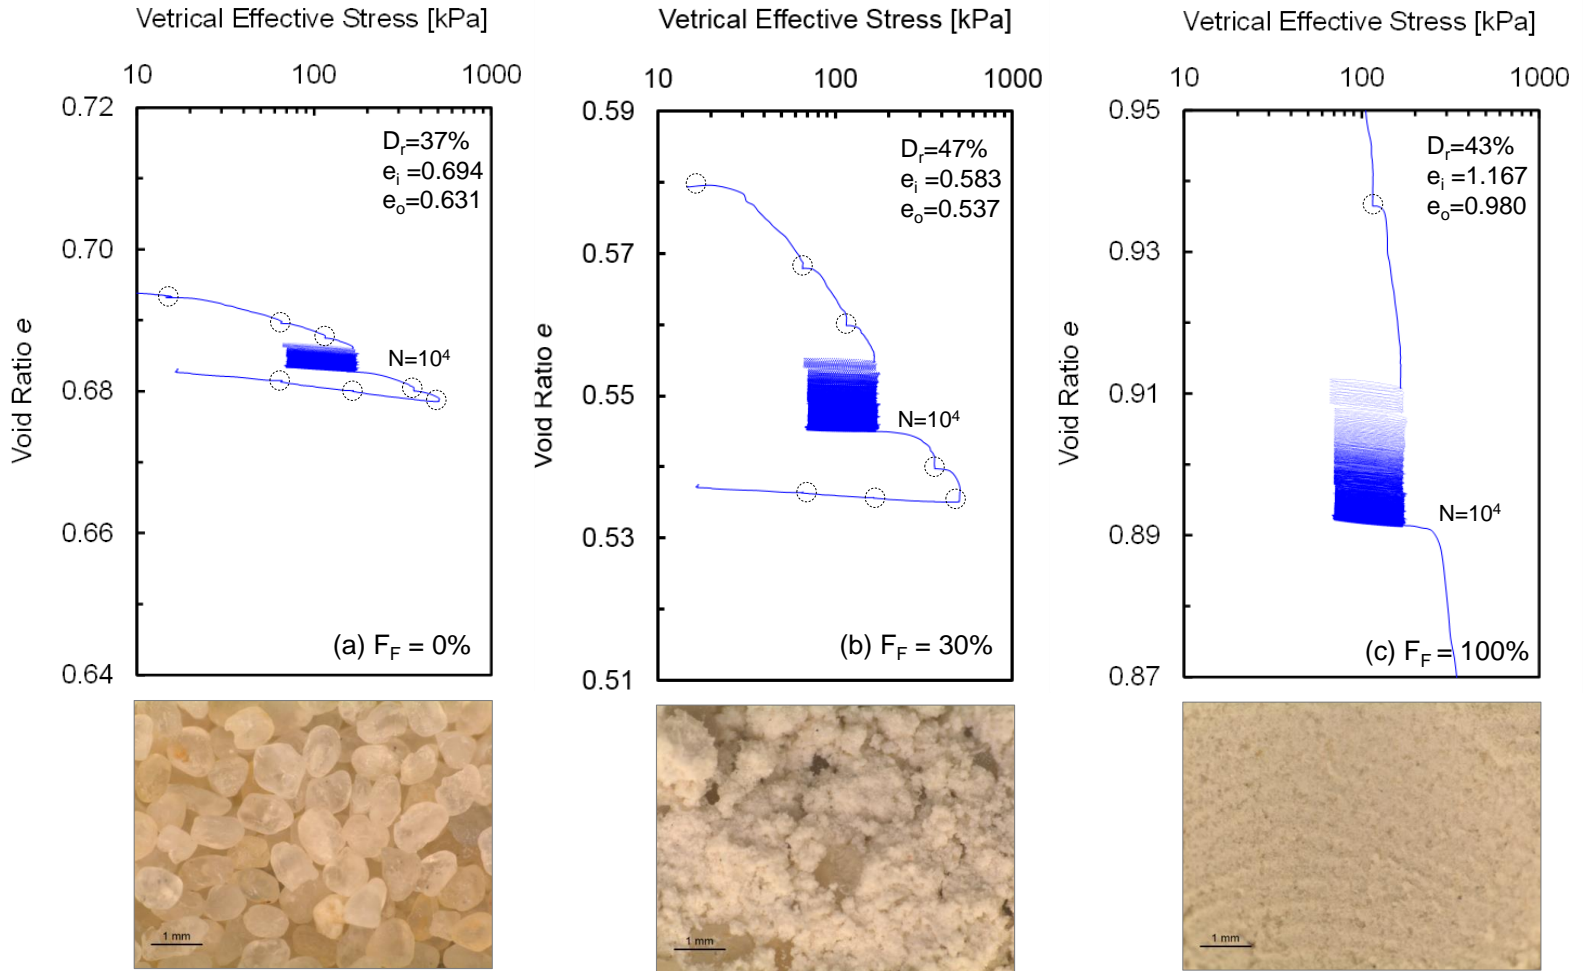 Vetrical Effective Stress [kPa]
10 100 1000
0.72
0.70
0.68
0.66
0.64
Void Ratio e
Dr=37%
ei =0.694
eo=0.631
N=10⁴
(a) FF = 0%
1 mm
Vetrical Effective Stress [kPa]
10 100 1000
0.59
0.57
0.55
0.53
0.51
Void Ratio e
Dr=47%
ei =0.583
eo=0.537
N=10⁴
(b) FF = 30%
1 mm
Vetrical Effective Stress [kPa]
10 100 1000
0.95
0.93
0.91
0.89
0.87
Void Ratio e
Dr=43%
ei =1.167
eo=0.980
N=10⁴
(c) FF = 100%
1 mm